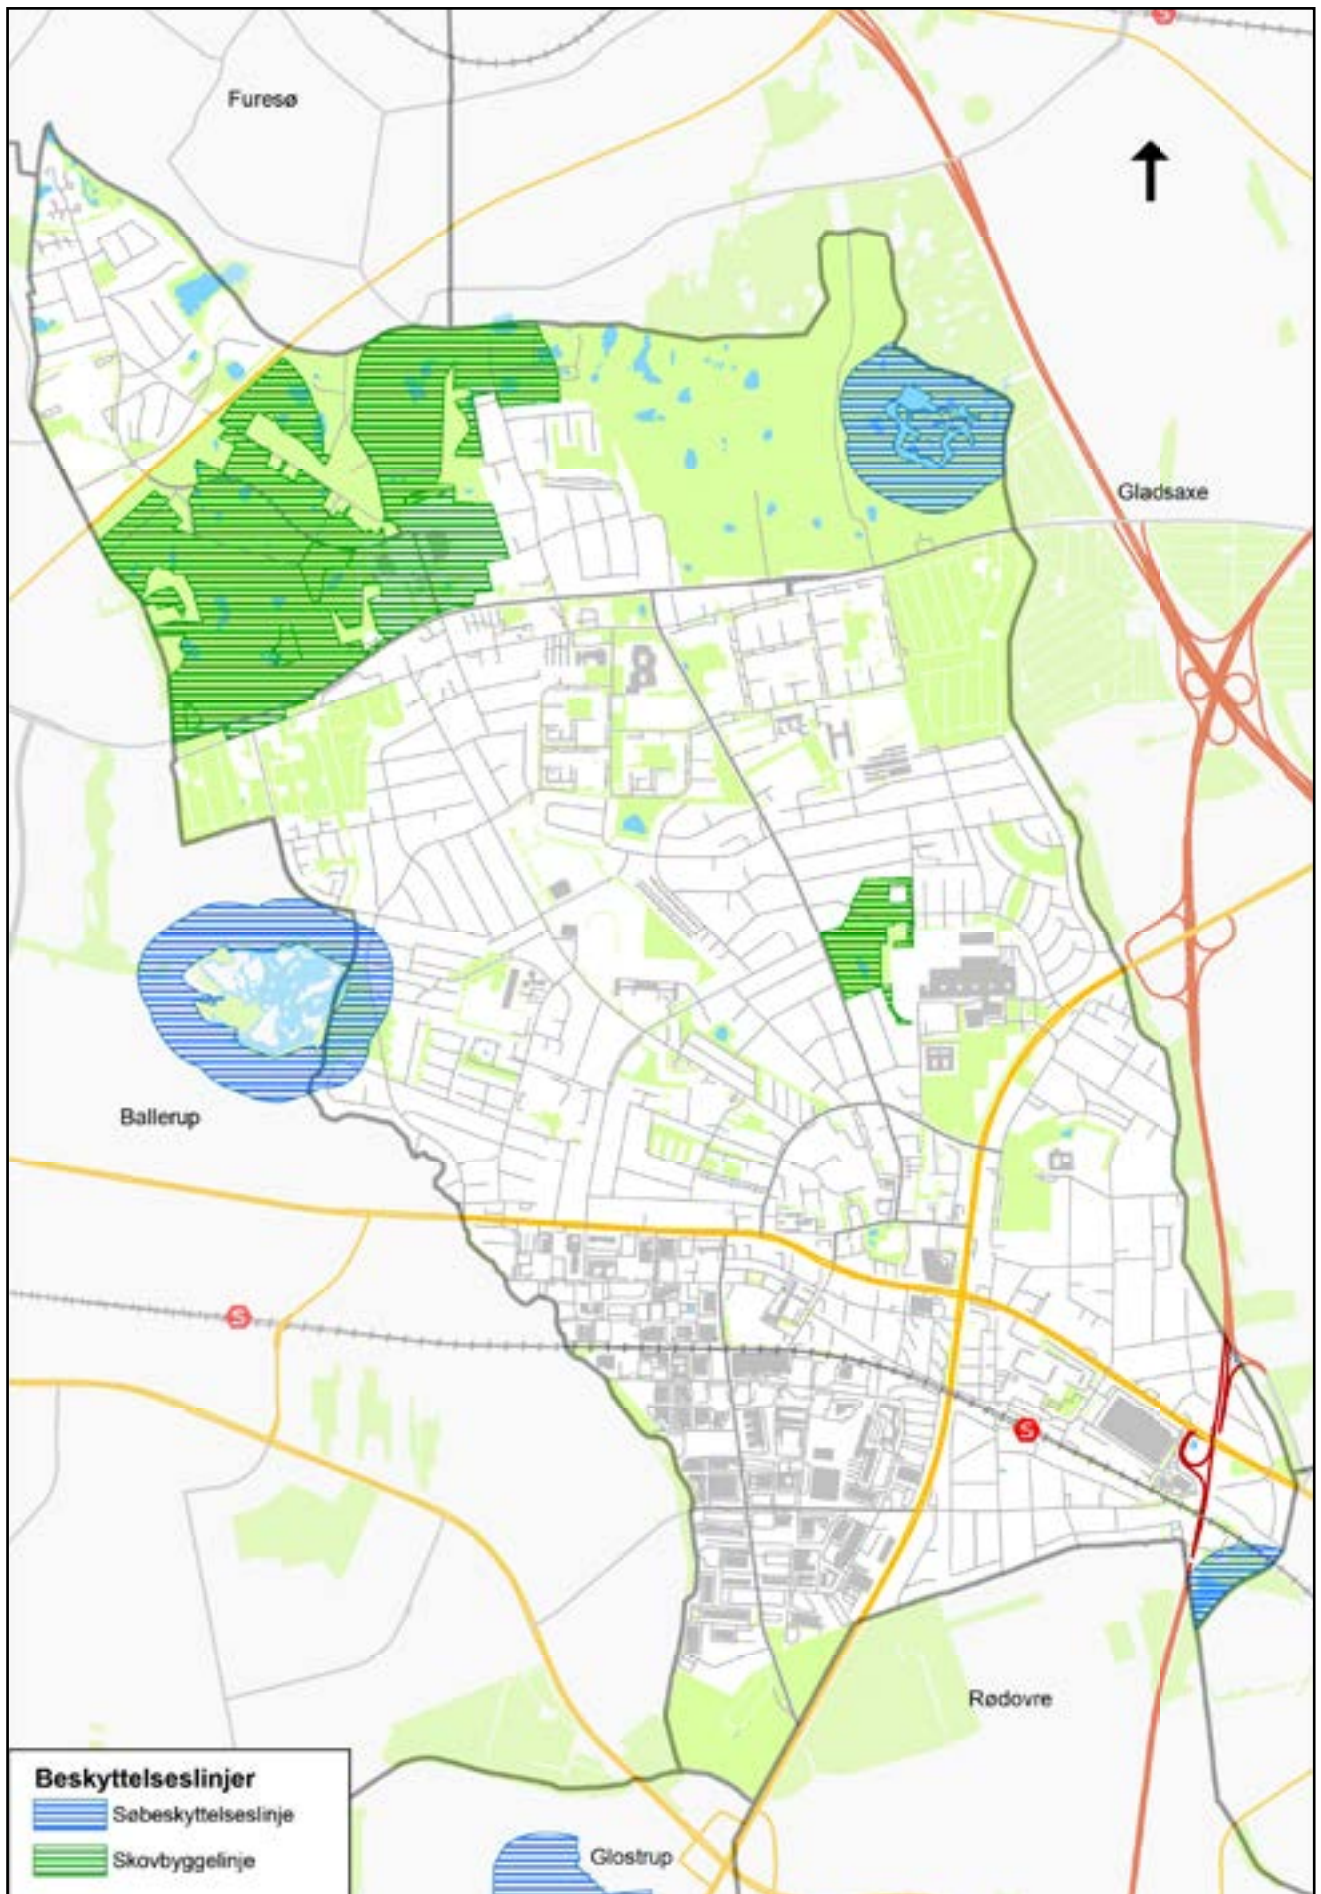 S
Furesø
Gladsaxe
Ballerup
S
S
Rødovre
Beskyttelseslinjer
Søbeskyttelseslinje
Skovbyggelinje
Glostrup